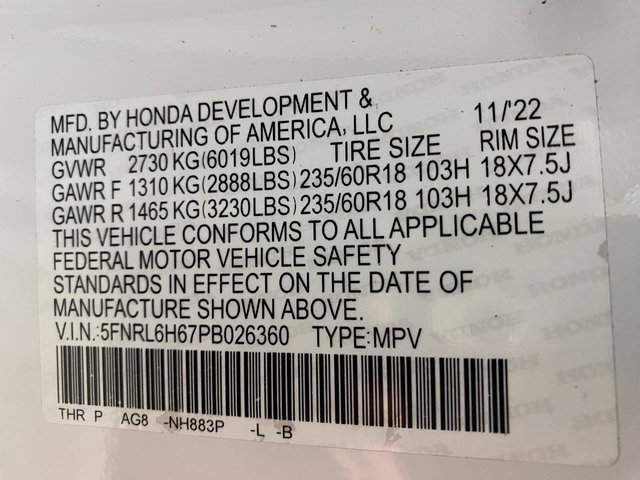 MFD. BY HONDA DEVELOPMENT &
MANUFACTURING OF AMERICA, LLC 11/'22
GVWR 2730 KG(6019LBS) TIRE SIZE RIM SIZE
GAWR F 1310 KG(2888LBS) 235/60R18 103H 18X7.5J
GAWR R 1465 KG(3230LBS) 235/60R18 103H 18X7.5J
THIS VEHICLE CONFORMS TO ALL APPLICABLE
FEDERAL MOTOR VEHICLE SAFETY
STANDARDS IN EFFECT ON THE DATE OF
MANUFACTURE SHOWN ABOVE.
V.I.N.:5FNRL6H67PB026360 TYPE:MPV
THR P AG8 -NH883P -L -B